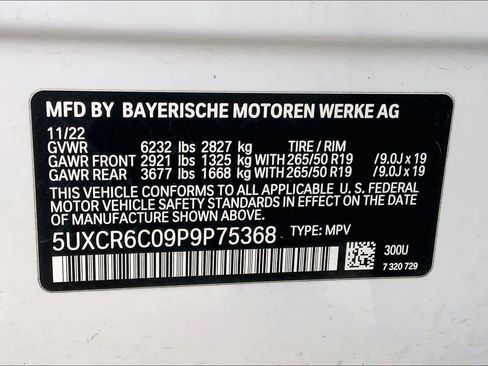 MFD BY BAYERISCHE MOTOREN WERKE AG
11/22
GVWR 6232 lbs 2827 kg TIRE / RIM
GAWR FRONT 2921 lbs 1325 kg WITH 265/50 R19 / 9.0J x 19
GAWR REAR 3677 lbs 1668 kg WITH 265/50 R19 / 9.0J x 19
THIS VEHICLE CONFORMS TO ALL APPLICABLE U. S. FEDERAL
MOTOR VEHICLE SAFETY STANDARDS IN EFFECT ON THE
DATE OF MANUFACTURE SHOWN ABOVE.
5UXCR6C09P9P75368 TYPE: MPV
300U
7 320 729